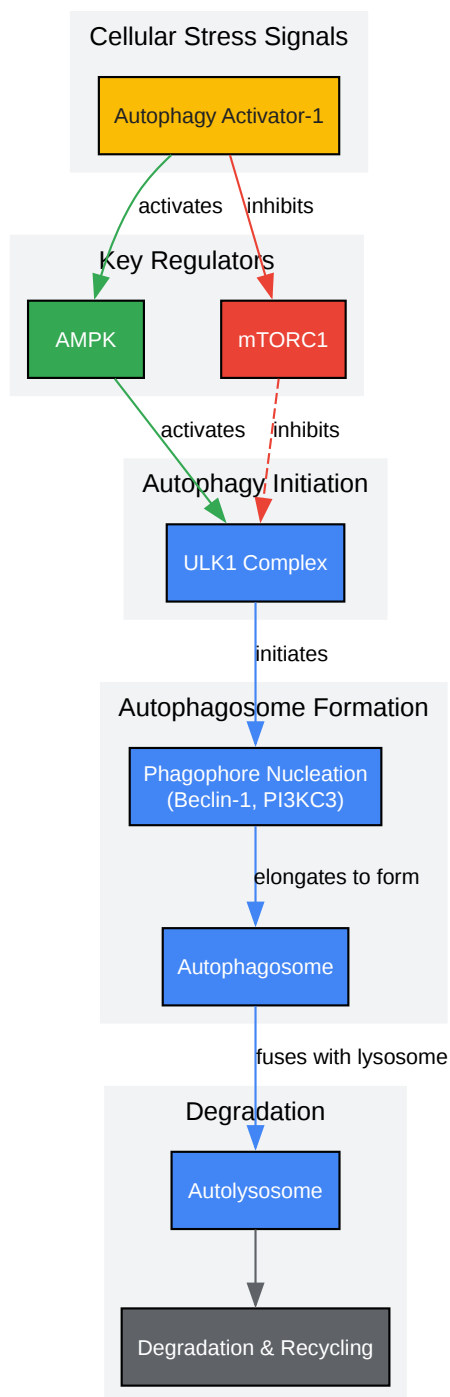 Cellular Stress Signals
Autophagy Activator-1
activates
inhibits
Key Regulators
AMPK
mTORC1
activates
inhibits
Autophagy Initiation
ULK1 Complex
initiates
Autophagosome Formation
Phagophore Nucleation
(Beclin-1, PI3KC3)
elongates to form
Autophagosome
fuses with lysosome
Degradation
Autolysosome
Degradation & Recycling